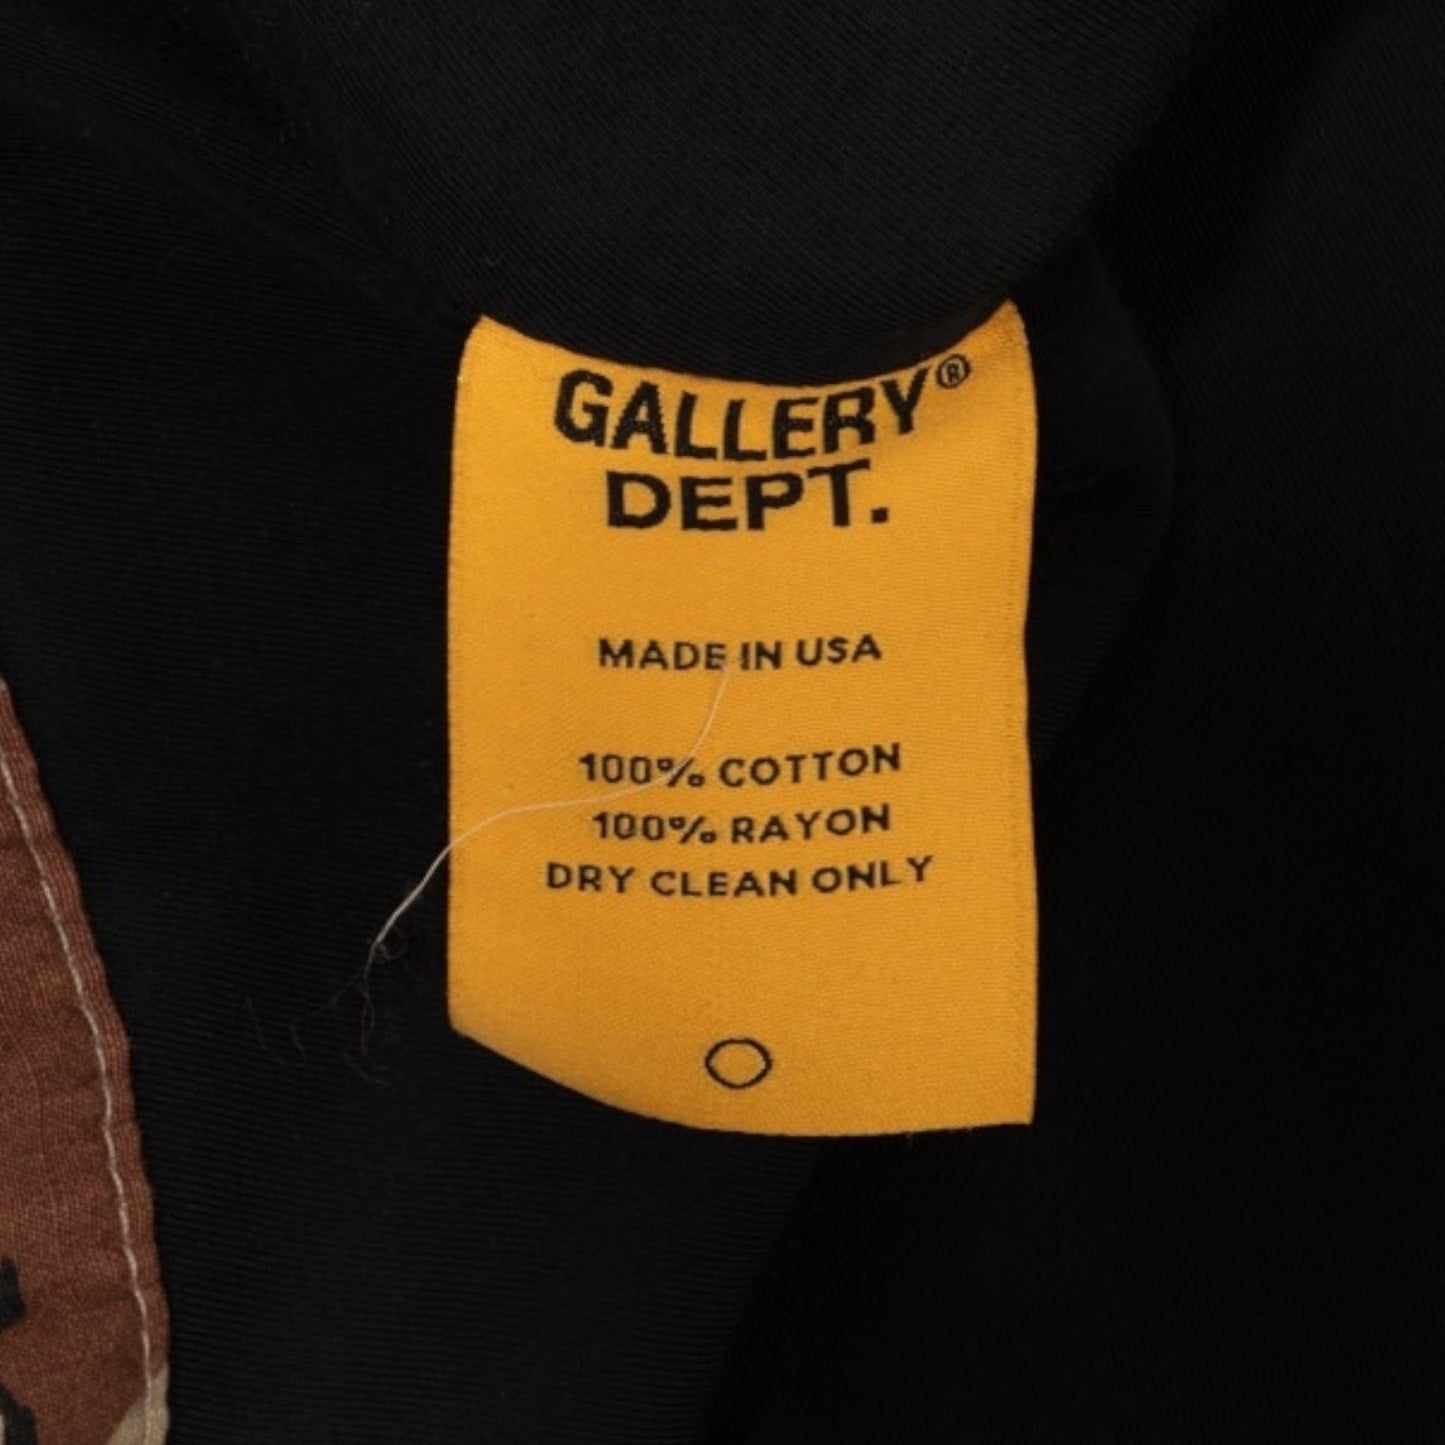 GALLERY®
DEPT.
MADE IN USA
100% COTTON
100% RAYON
DRY CLEAN ONLY